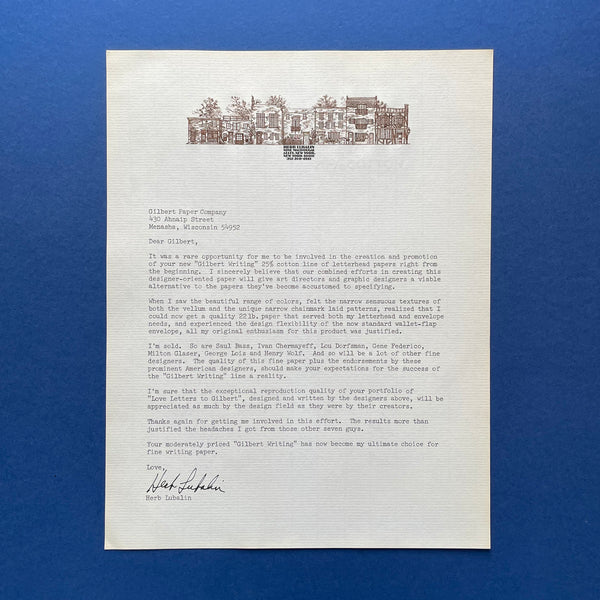 HERB LUBALIN
NEW YORK
Gilbert Paper Company
430 Ahnaip Street
Menasha, Wisconsin 54952
Dear Gilbert,
It was a rare opportunity for me to be involved in the creation and promotion
of your new "Gilbert Writing" 25% cotton line of letterhead papers right from
the beginning. I sincerely believe that our combined efforts in creating this
designer-oriented paper will give art directors and graphic designers a viable
alternative to the papers they've become accustomed to specifying.
When I saw the beautiful range of colors, felt the narrow sensuous textures of
both the vellum and the unique narrow chainmark laid patterns, realized that I
could now get a quality 22lb. paper that served both my letterhead and envelope
needs, and experienced the design flexibility of the now standard wallet-flap
envelope, all my original enthusiasm for this product was justified.
I'm sold. So are Saul Bass, Ivan Chermayeff, Lou Dorfsman, Gene Federico,
Milton Glaser, George Lois and Henry Wolf. And so will be a lot of other fine
designers. The quality of this fine paper plus the endorsements by these
prominent American designers, should make your expectations for the success of
the "Gilbert Writing" line a reality.
I'm sure that the exceptional reproduction quality of your portfolio of
"Love Letters to Gilbert", designed and written by the designers above, will be
appreciated as much by the design field as they were by their creators.
Thanks again for getting me involved in this effort. The results more than
justified the headaches I got from those other seven guys.
Your moderately priced "Gilbert Writing" has now become my ultimate choice for
fine writing paper.
Love,
Herb Lubalin
Herb Lubalin